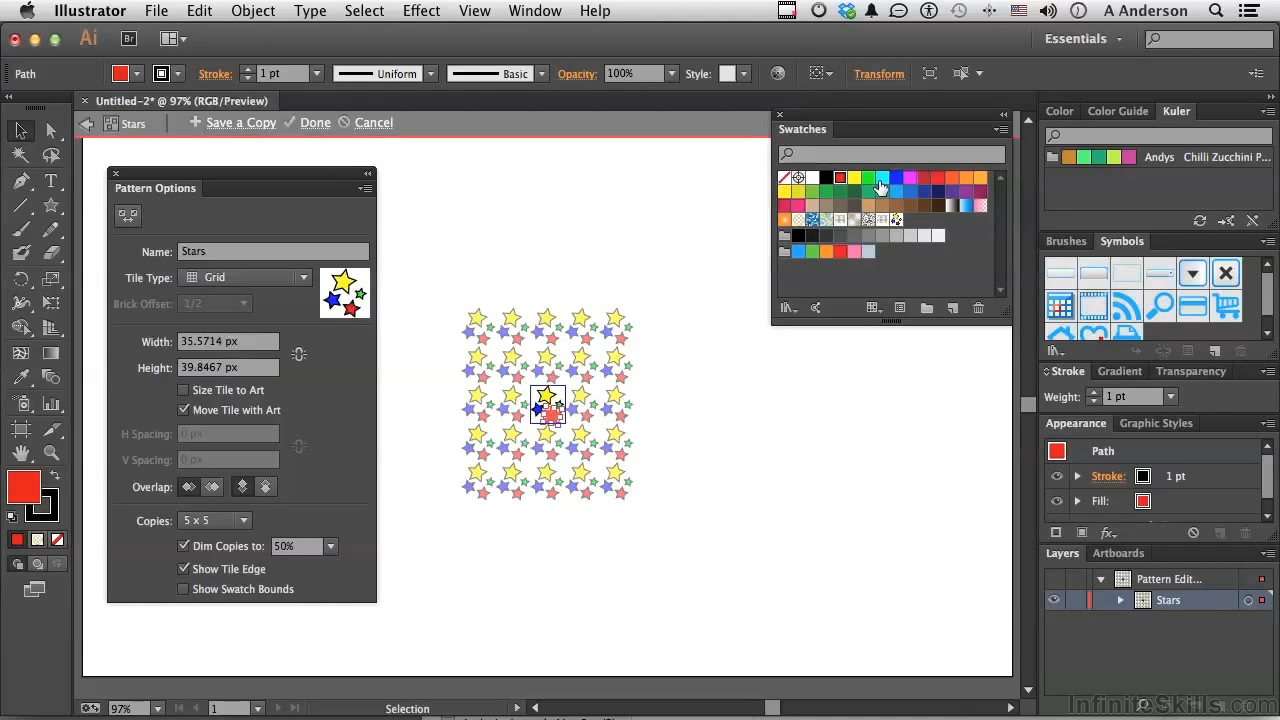 Illustrator File Edit Object Type Select Effect View Window Help A Anderson
Ai Br Essentials
Path Stroke: 1 pt Uniform Basic Opacity: 100% Style: Transform
× Untitled-2* @ 97% (RGB/Preview)
Stars Save a Copy Done Cancel
Pattern Options
Name: Stars
Tile Type: Grid
Brick Offset: 1/2
Width: 35.5714 px
Height: 39.8467 px
Size Tile to Art
Move Tile with Art
H Spacing: 0 px
V Spacing: 0 px
Overlap:
Copies: 5 x 5
Dim Copies to: 50%
Show Tile Edge
Show Swatch Bounds
Swatches
Color Color Guide Kuler
Andys Chilli Zucchini P...
Brushes Symbols
Stroke Gradient Transparency
Weight: 1 pt
Appearance Graphic Styles
Path
Stroke: 1 pt
Fill:
fx
Layers Artboards
Pattern Edit...
Stars
97% 1 Selection
InfiniteSkills.com